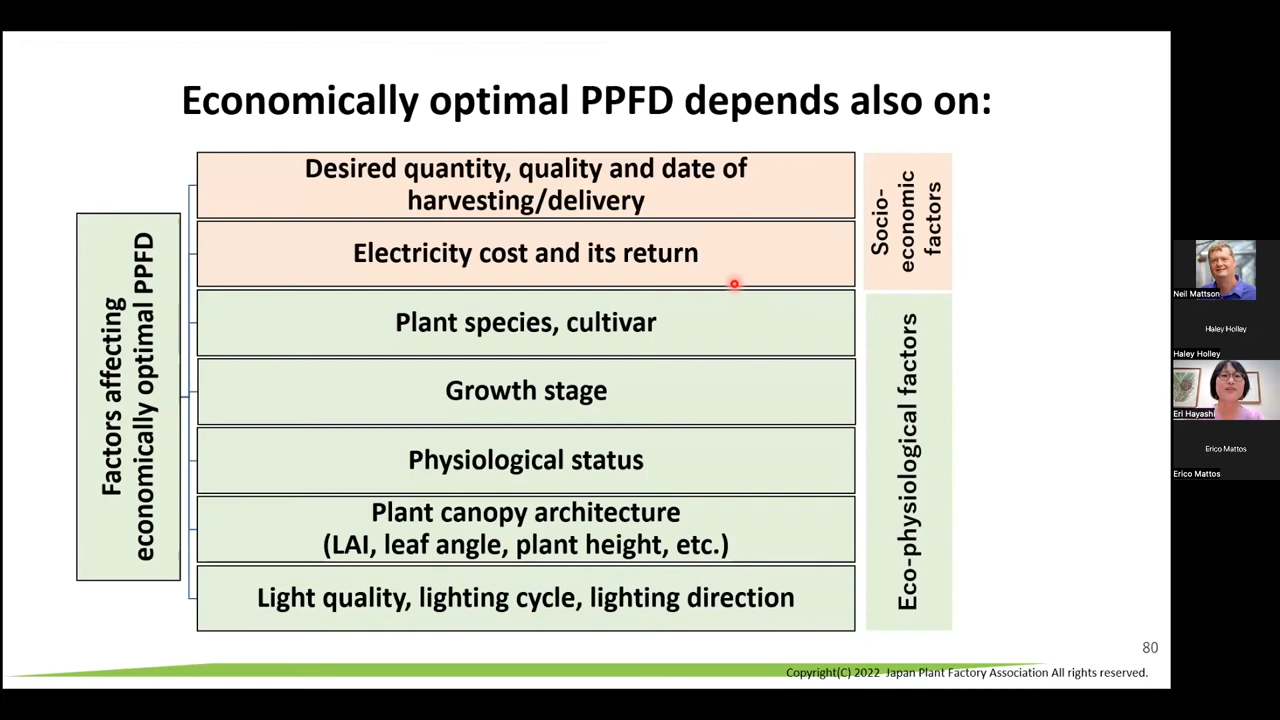 Economically optimal PPFD depends also on:
Factors affecting
economically optimal PPFD
Desired quantity, quality and date of
harvesting/delivery
Electricity cost and its return
Plant species, cultivar
Growth stage
Physiological status
Plant canopy architecture
(LAI, leaf angle, plant height, etc.)
Light quality, lighting cycle, lighting direction
Socio-
economic
factors
Eco-physiological factors
80
Copyright(C) 2022 Japan Plant Factory Association All rights reserved.
Neil Mattson
Haley Holley
Haley Holley
Eri Hayashi
Erico Mattos
Erico Mattos